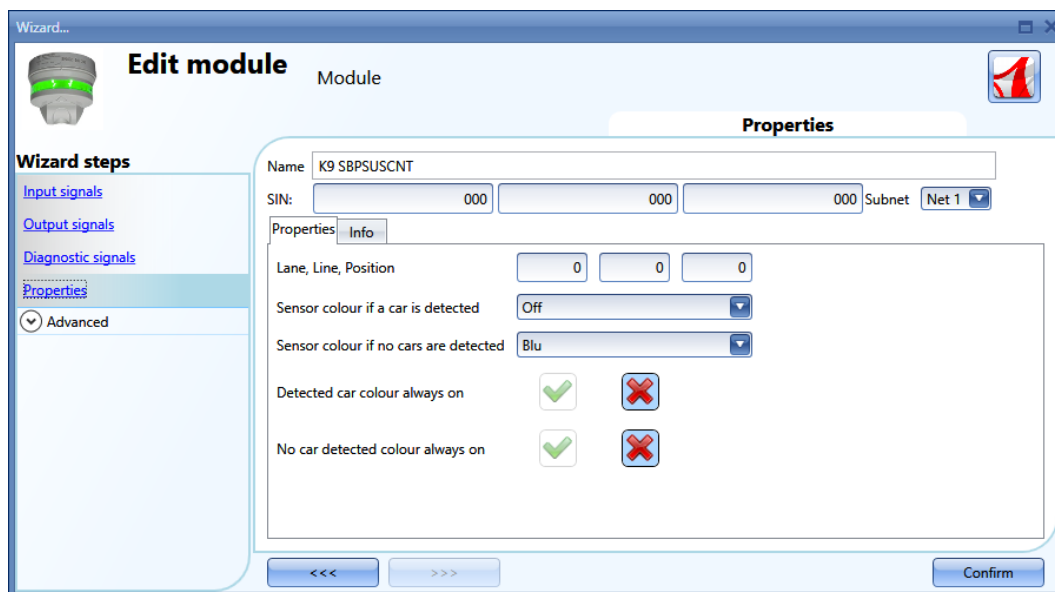 Wizard...
Edit module
Module
Properties
Wizard steps
Input signals
Output signals
Diagnostic signals
Properties
Advanced
Name K9 SBPSUSCNT
SIN: 000 000 000 Subnet Net 1
Properties Info
Lane, Line, Position 0 0 0
Sensor colour if a car is detected Off
Sensor colour if no cars are detected Blu
Detected car colour always on
No car detected colour always on
<<< >>> Confirm